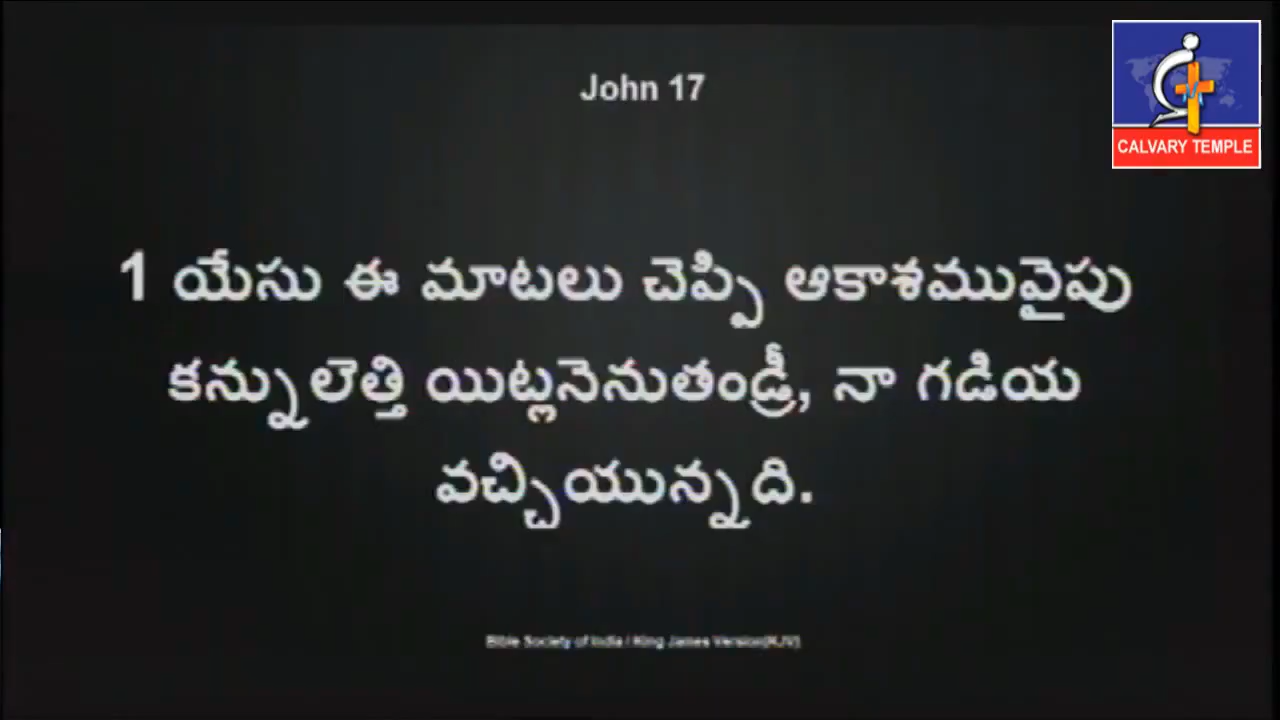 John 17
CALVARY TEMPLE
1 యేసు ఈ మాటలు చెప్పి ఆకాశమువైపు
కన్నులెత్తి యిట్లనెనుతండ్రీ, నా గడియ
వచ్చియున్నది.
Bible Society of India / King James Version(KJV)